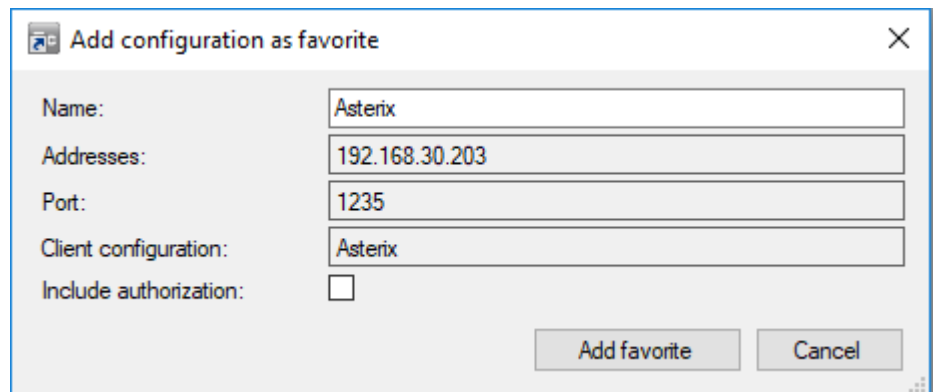 Add configuration as favorite
Name: Asterix
Addresses: 192.168.30.203
Port: 1235
Client configuration: Asterix
Include authorization:
Add favorite Cancel